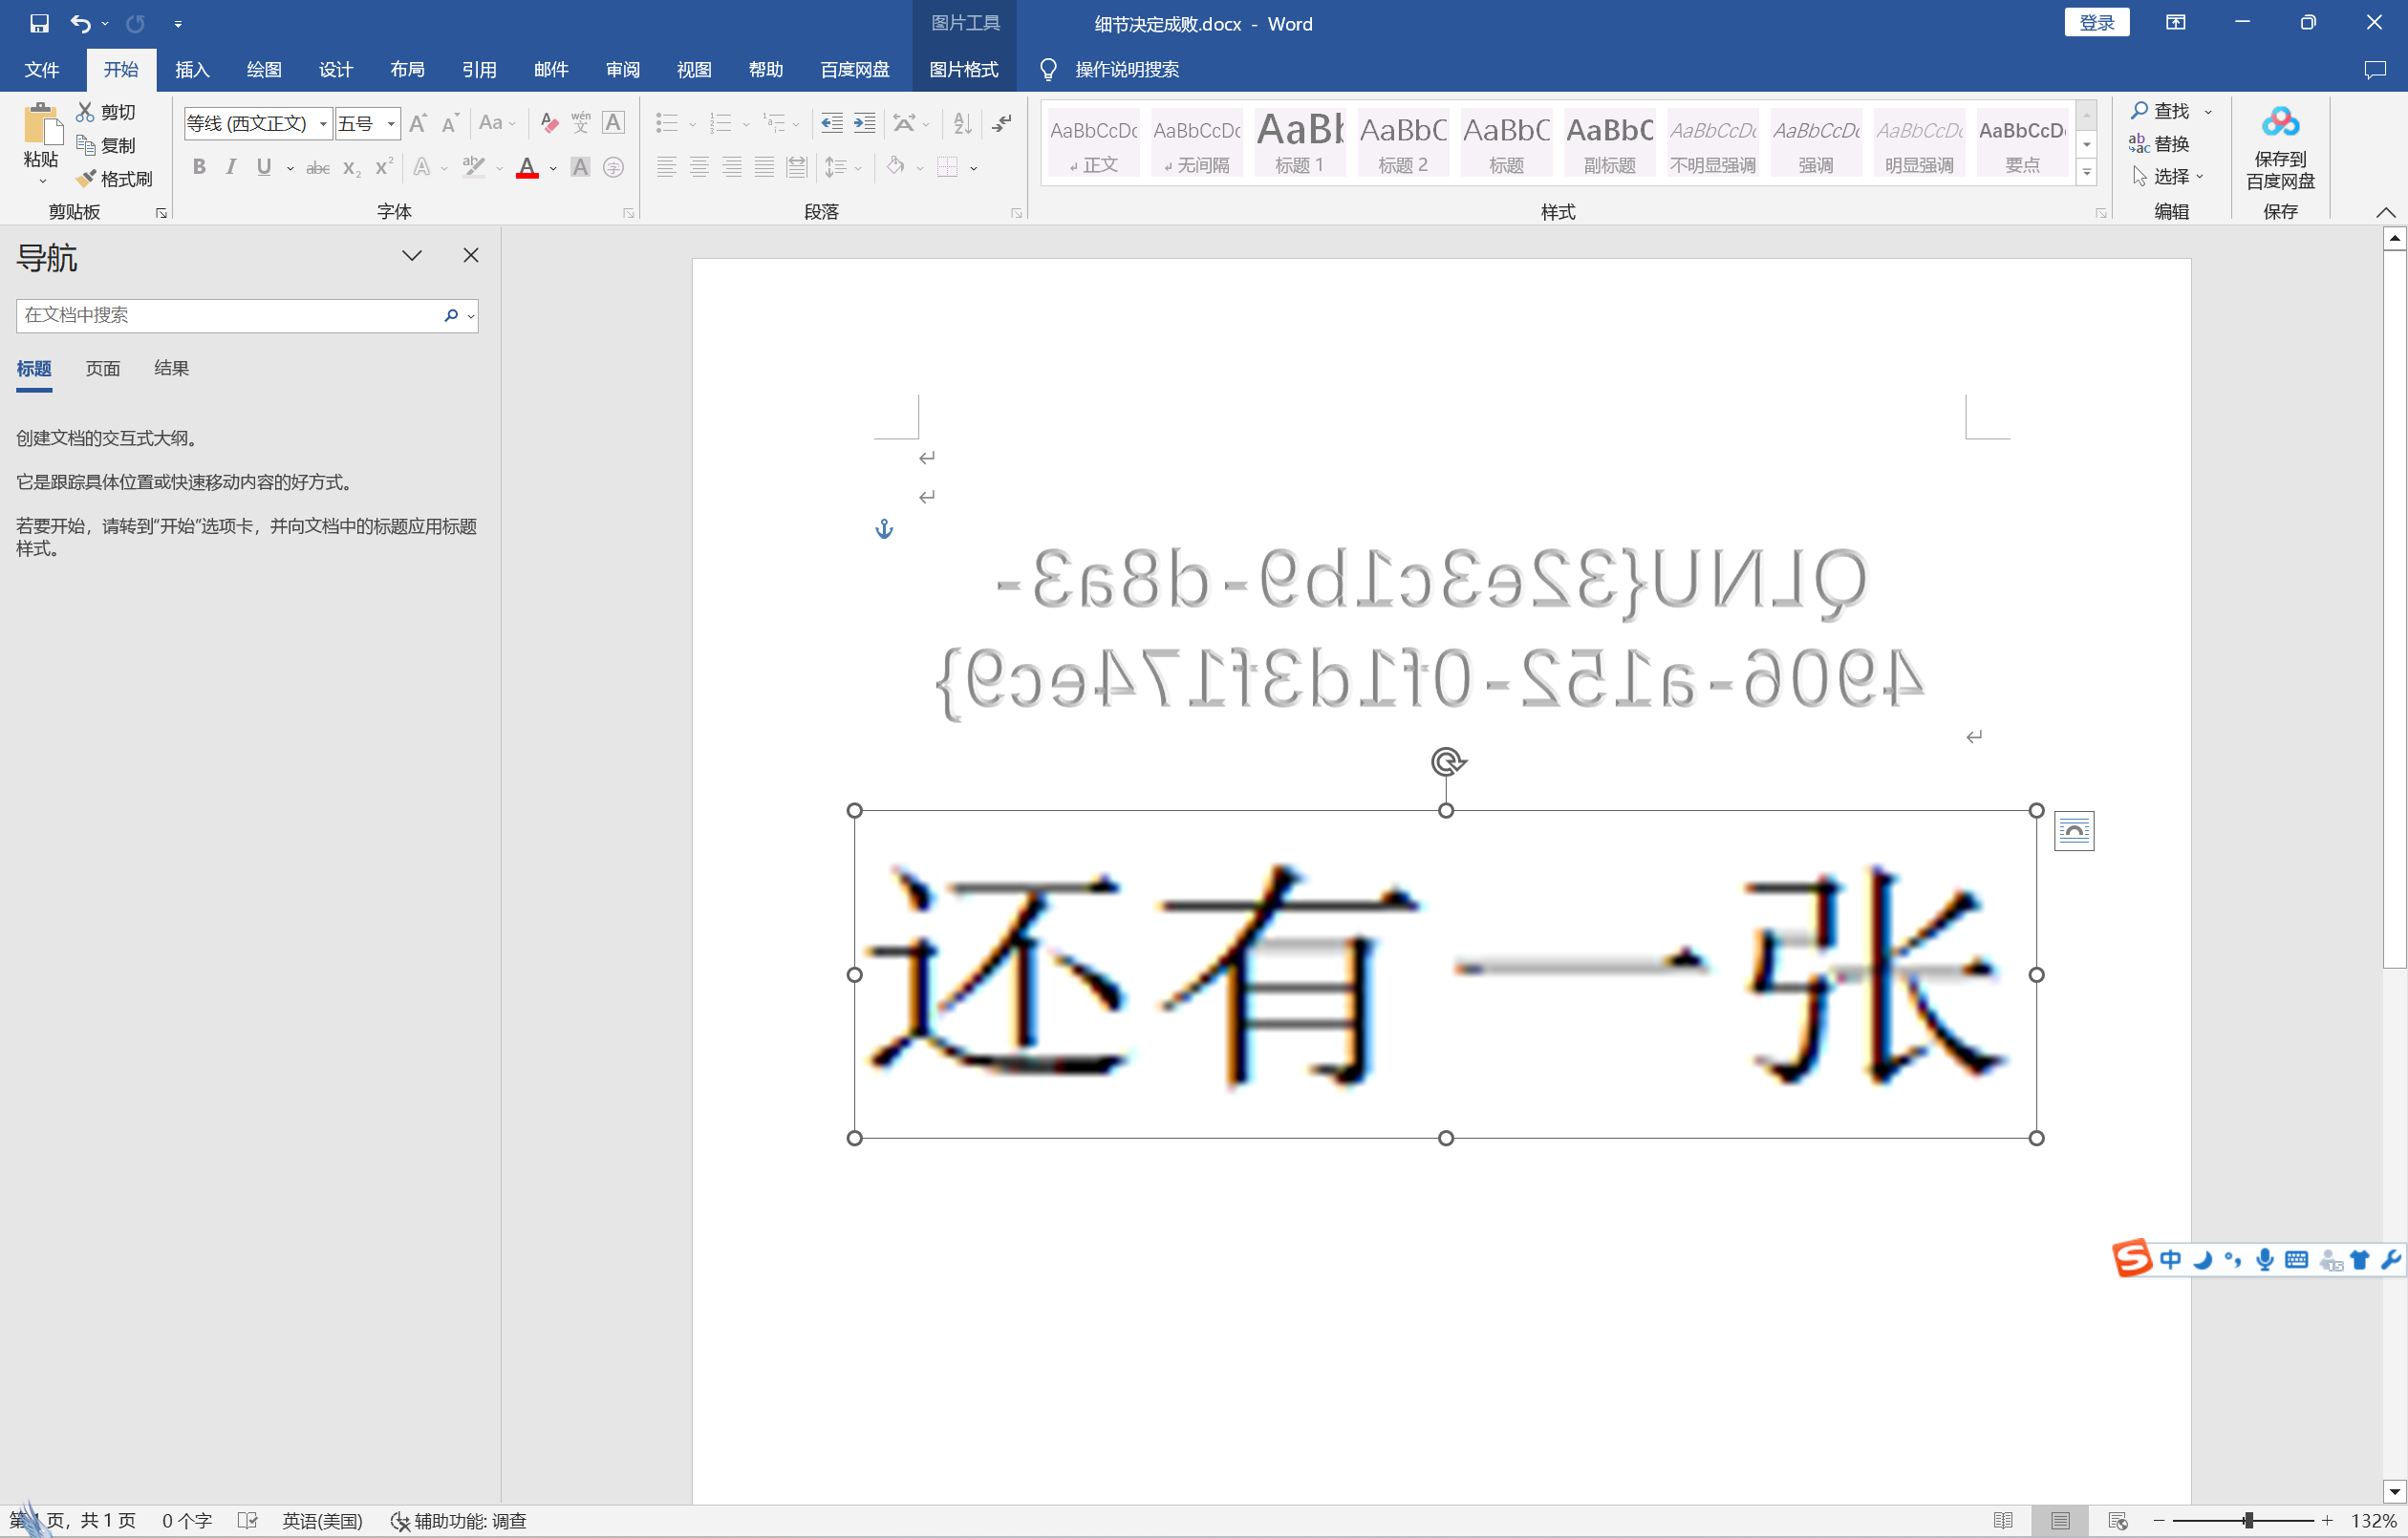 图片工具
细节决定成败.docx - Word
登录
文件 开始 插入 绘图 设计 布局 引用 邮件 审阅 视图 帮助 百度网盘 图片格式 操作说明搜索
粘贴
剪切
复制
格式刷
剪贴板
等线 (西文正文) 五号
字体
段落
AaBbCcDc 正文
AaBbCcDc 无间隔
AaBb 标题 1
AaBbC 标题 2
AaBbC 标题
AaBbC 副标题
AaBbCcDc 不明显强调
AaBbCcDc 强调
AaBbCcDc 明显强调
AaBbCcD 要点
样式
查找
替换
选择
编辑
保存到
百度网盘
保存
导航
在文档中搜索
标题 页面 结果
创建文档的交互式大纲。
它是跟踪具体位置或快速移动内容的好方式。
若要开始，请转到“开始”选项卡，并向文档中的标题应用标题
样式。
QLNU{32e3c1b9-d8a3-
4906-a152-0f1d3f174ec9}
还有一张
中
第1页，共1页 0个字 英语(美国) 辅助功能: 调查
132%